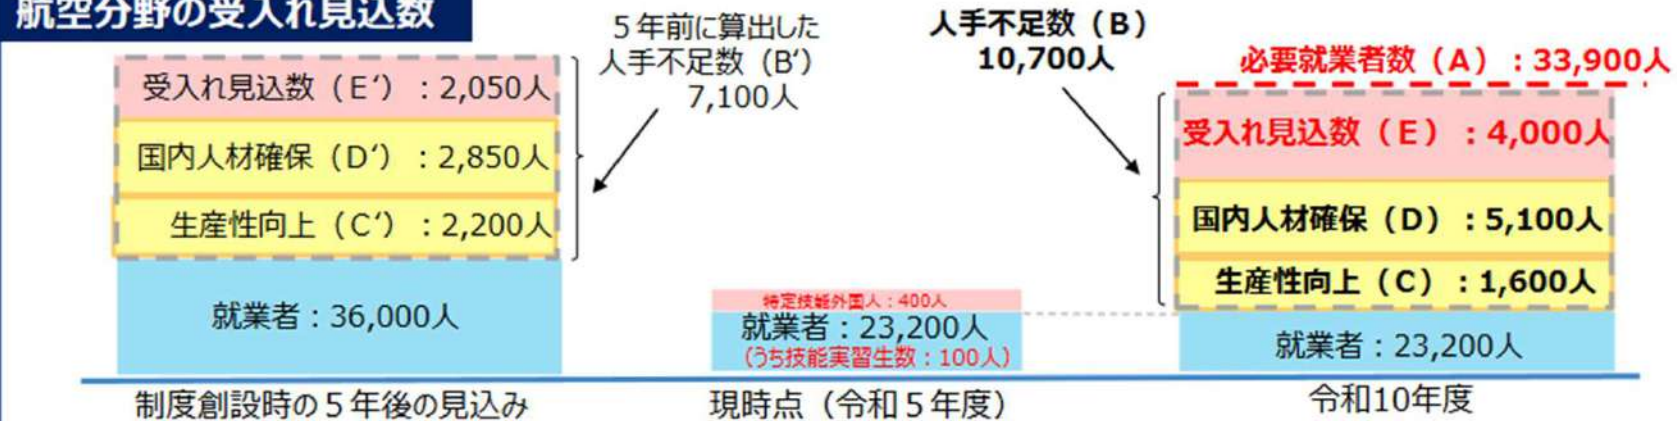 航空分野の受入れ見込数
５年前に算出した
人手不足数（B’）
7,100人
受入れ見込数（E’）：2,050人
国内人材確保（D’）：2,850人
生産性向上（C’）：2,200人
就業者：36,000人
制度創設時の５年後の見込み
特定技能外国人：400人
就業者：23,200人
（うち技能実習生数：100人）
現時点（令和５年度）
人手不足数（B）
10,700人
必要就業者数（A）：33,900人
受入れ見込数（E）：4,000人
国内人材確保（D）：5,100人
生産性向上（C）：1,600人
就業者：23,200人
令和10年度